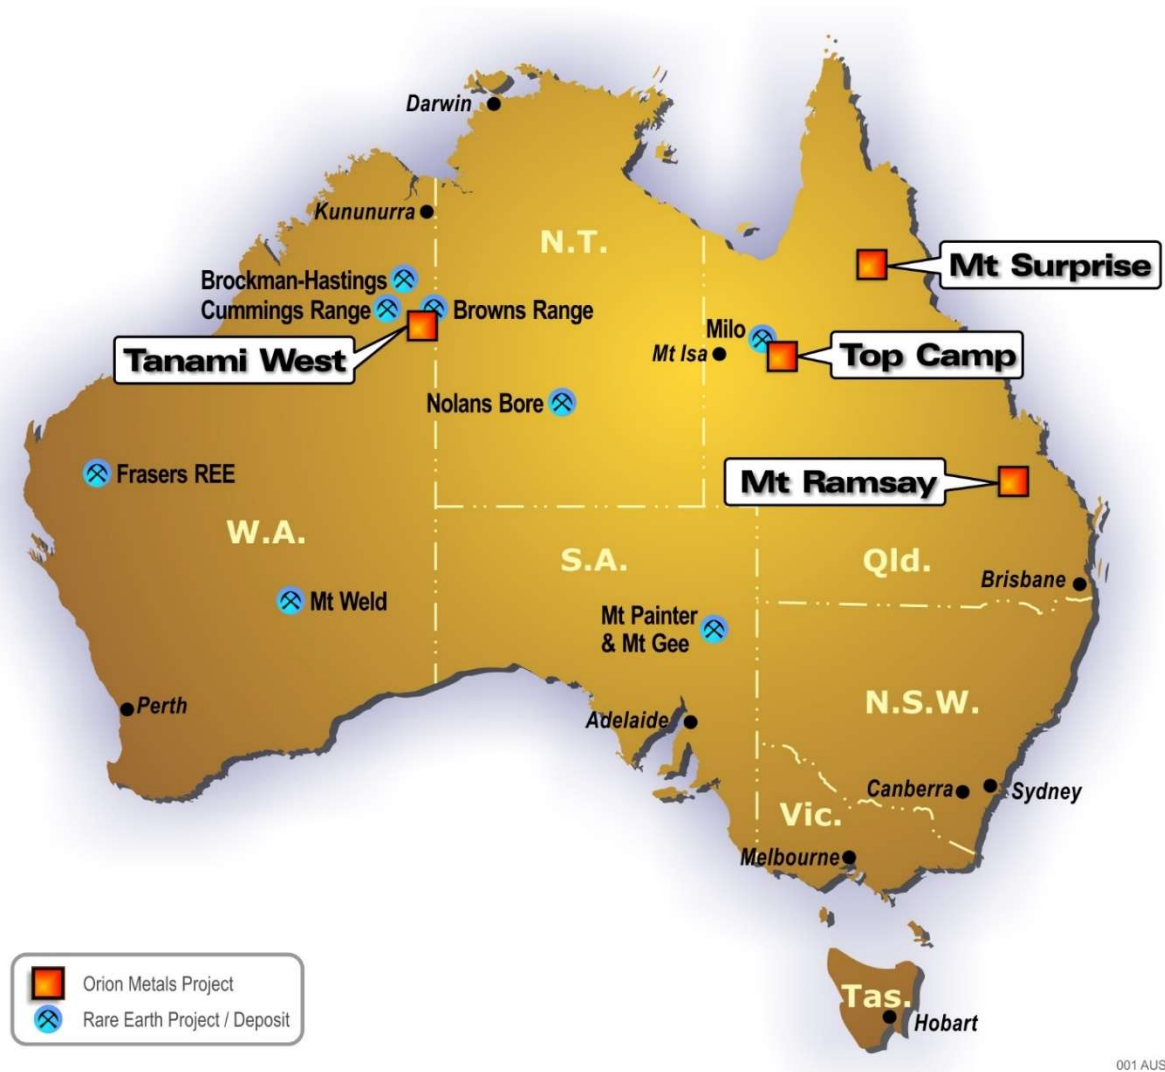 Darwin
Kununurra
N.T.
Mt Surprise
Brockman-Hastings
Cummings Range
Browns Range
Milo
Tanami West
Mt Isa
Top Camp
Nolans Bore
Frasers REE
Mt Ramsay
W.A.
S.A.
Qld.
Brisbane
Mt Weld
Mt Painter
& Mt Gee
Perth
Adelaide
N.S.W.
Canberra
Sydney
Vic.
Melbourne
Orion Metals Project
Rare Earth Project / Deposit
Tas.
Hobart
001 AUS